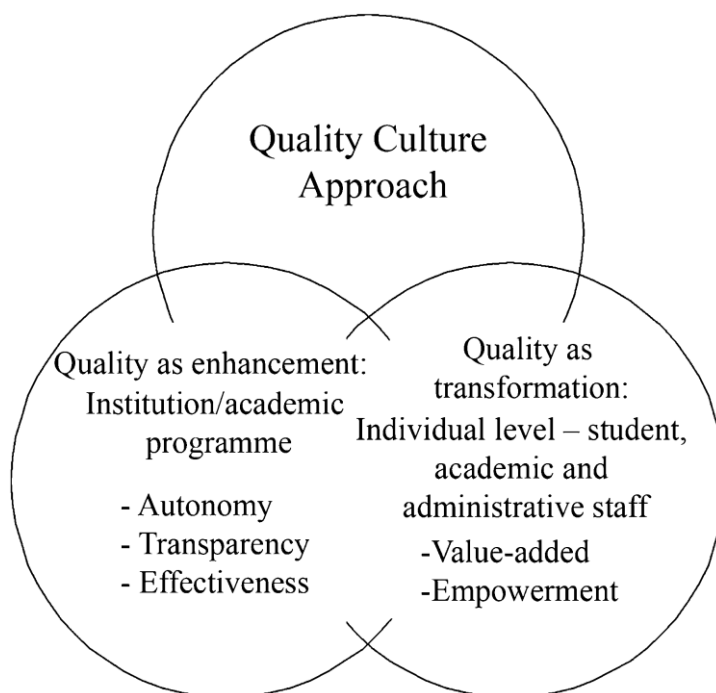 Quality Culture
Approach
Quality as enhancement:
Institution/academic
programme
- Autonomy
- Transparency
- Effectiveness
Quality as
transformation:
Individual level – student,
academic and
administrative staff
-Value-added
-Empowerment